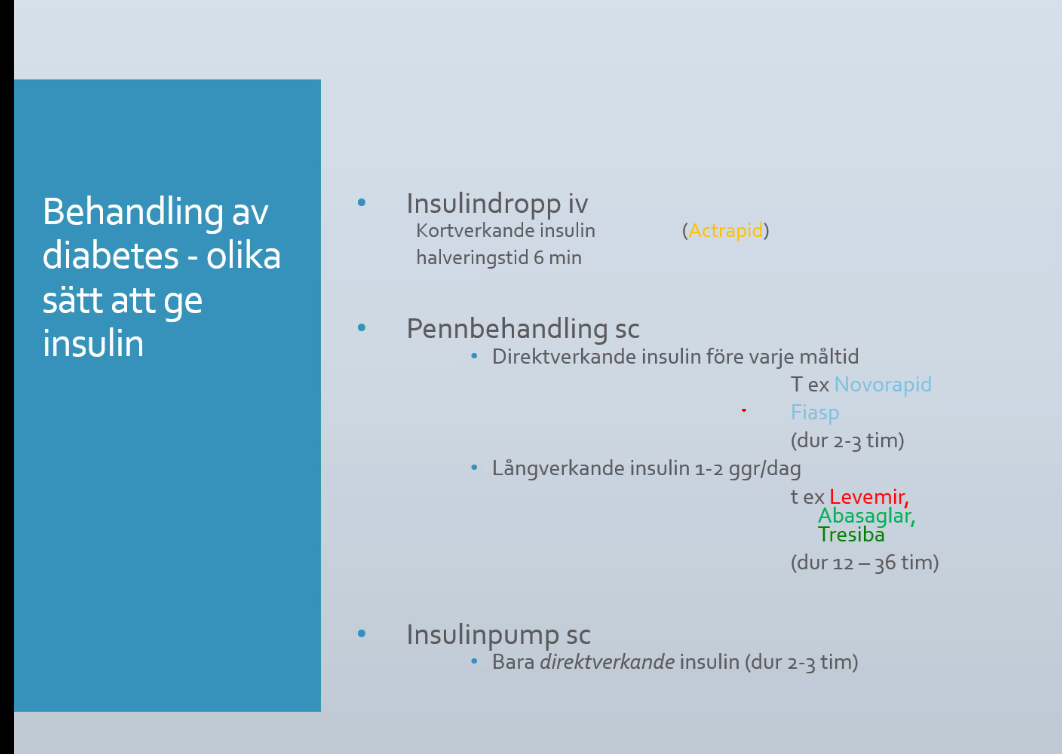 Behandling av
diabetes - olika
sätt att ge
insulin
• Insulindropp iv
Kortverkande insulin (Actrapid)
halveringstid 6 min
• Pennbehandling sc
• Direktverkande insulin före varje måltid
T ex Novorapid
Fiasp
(dur 2-3 tim)
• Långverkande insulin 1-2 ggr/dag
t ex Levemir,
Abasaglar,
Tresiba
(dur 12 – 36 tim)
• Insulinpump sc
• Bara direktverkande insulin (dur 2-3 tim)